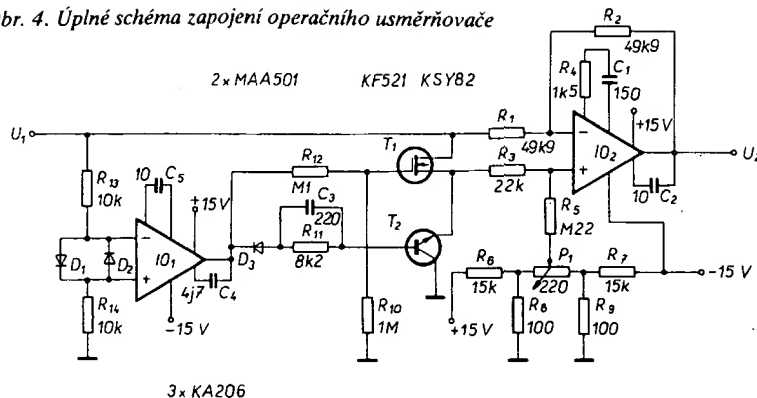 br. 4. Úplné schéma zapojení operačního usměrňovače
2 x MAA501 KF521 KSY82
R2
49k9
R4
1k5
C1
150
+15 V
U1
R1
49k9
IO2
U2
10
C2
T1
R12
M1
R3
22k
R13
10k
10
C5
+15 V
C3
220
T2
R5
M22
D1
D2
IO1
D3
R11
8k2
4j7
C4
R6
15k
P1
220
R7
15k
-15 V
R14
10k
-15 V
R10
1M
+15 V
R8
100
R9
100
3 x KA206